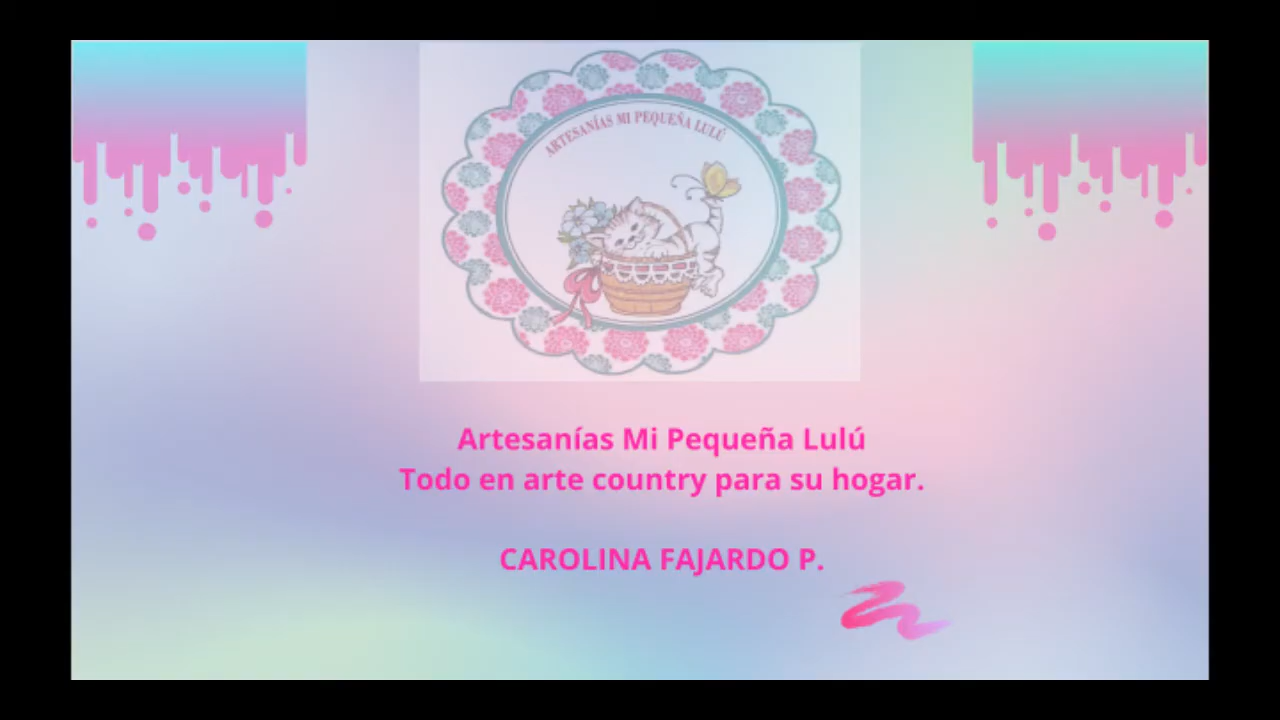 ARTESANÍAS MI PEQUEÑA LULÚ
Artesanías Mi Pequeña Lulú
Todo en arte country para su hogar.
CAROLINA FAJARDO P.